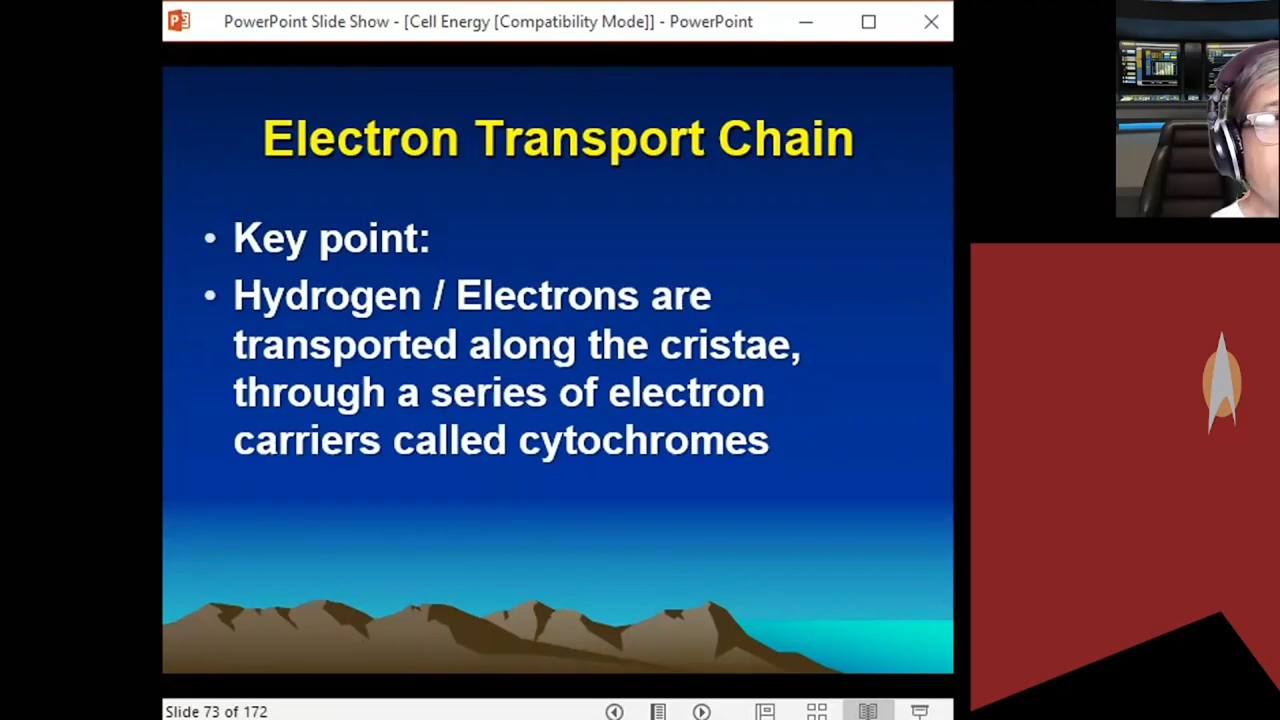 PowerPoint Slide Show - [Cell Energy [Compatibility Mode]] - PowerPoint
Electron Transport Chain
• Key point:
• Hydrogen / Electrons are
transported along the cristae,
through a series of electron
carriers called cytochromes
Slide 73 of 172